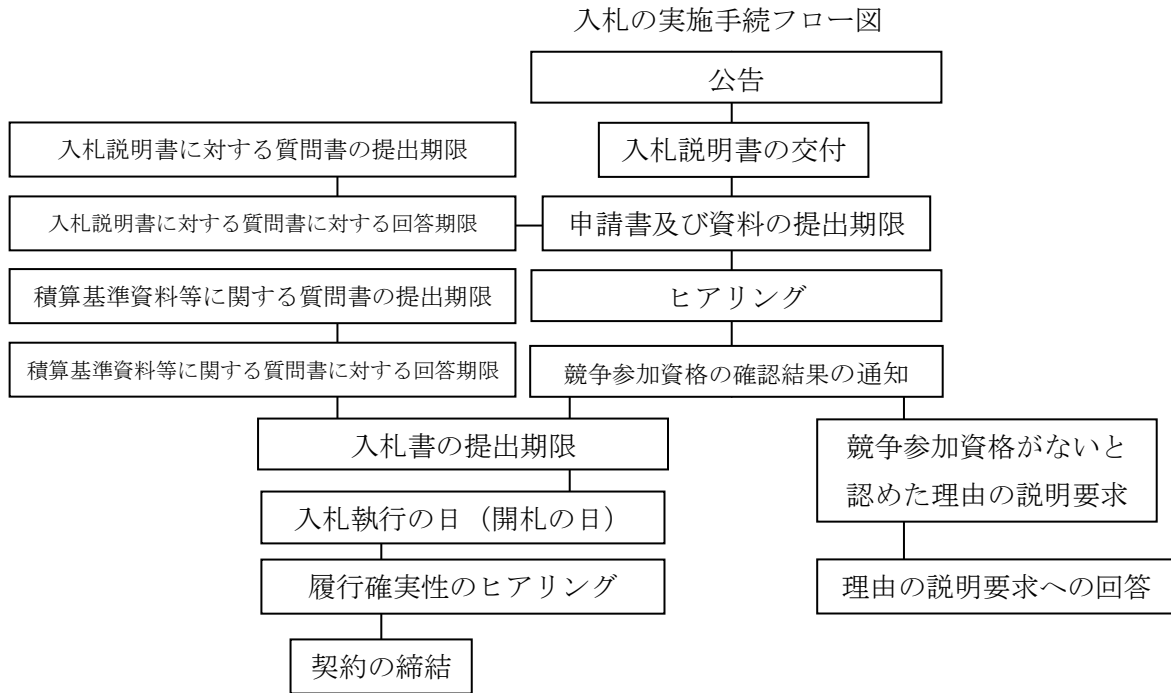 入札の実施手続フロー図
公告
入札説明書に対する質問書の提出期限
入札説明書の交付
入札説明書に対する質問書に対する回答期限
申請書及び資料の提出期限
積算基準資料等に関する質問書の提出期限
ヒアリング
積算基準資料等に関する質問書に対する回答期限
競争参加資格の確認結果の通知
入札書の提出期限
競争参加資格がないと
認めた理由の説明要求
入札執行の日（開札の日）
履行確実性のヒアリング
理由の説明要求への回答
契約の締結